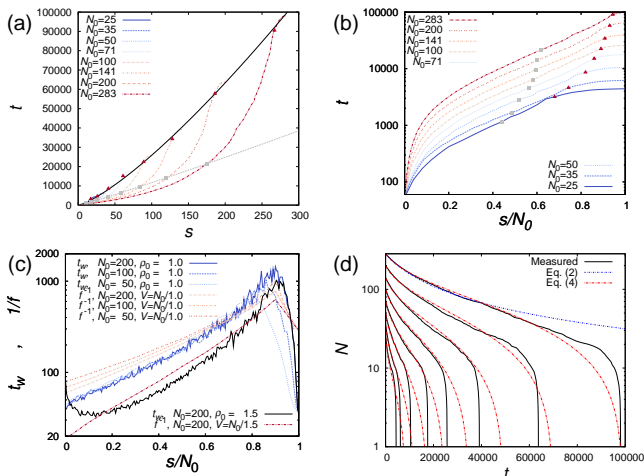 (a)
N0=25
N0=35
N0=50
N0=71
N0=100
N0=141
N0=200
N0=283
100000
90000
80000
70000
60000
50000
40000
30000
20000
10000
0
t
0 50 100 150 200 250 300
s
(b)
N0=283
N0=200
N0=141
N0=100
N0=71
N0=50
N0=35
N0=25
100000
10000
1000
100
t
0 0.2 0.4 0.6 0.8 1
s/N0
(c)
tw, N0=200, ρ0 = 1.0
tw, N0=100, ρ0 = 1.0
tw, N0= 50, ρ0 = 1.0
f-1, N0=200, V=N0/1.0
f-1, N0=100, V=N0/1.0
f-1, N0= 50, V=N0/1.0
tw, N0=200, ρ0 = 1.5
f-1, N0=200, V=N0/1.5
1000
100
20
tw , 1/f
0 0.2 0.4 0.6 0.8 1
s/N0
(d)
Measured
Eq. (2)
Eq. (4)
100
10
1
N
0 20000 40000 60000 80000 100000
t